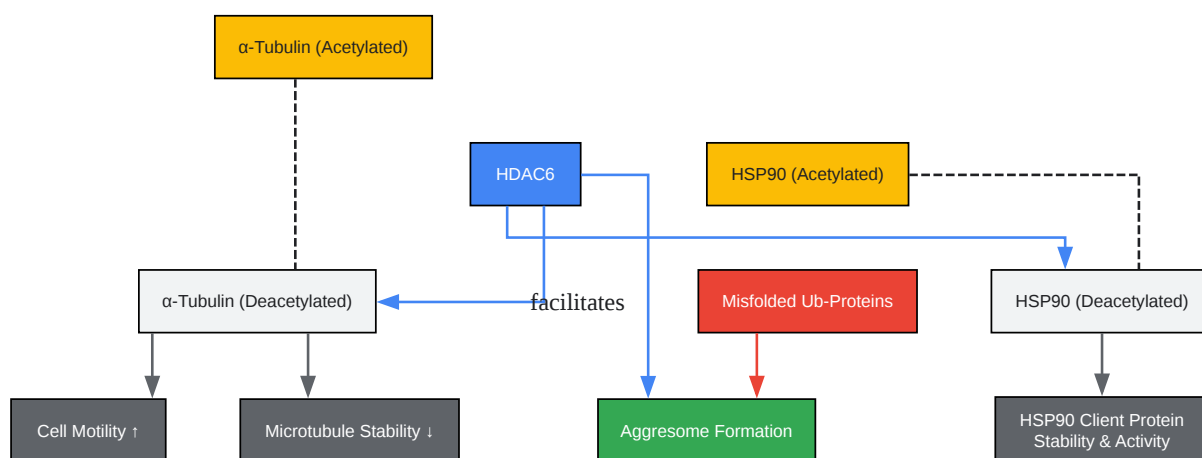 α-Tubulin (Acetylated)
HDAC6
HSP90 (Acetylated)
α-Tubulin (Deacetylated)
facilitates
Misfolded Ub-Proteins
HSP90 (Deacetylated)
Cell Motility ↑
Microtubule Stability ↓
Aggresome Formation
HSP90 Client Protein
Stability & Activity